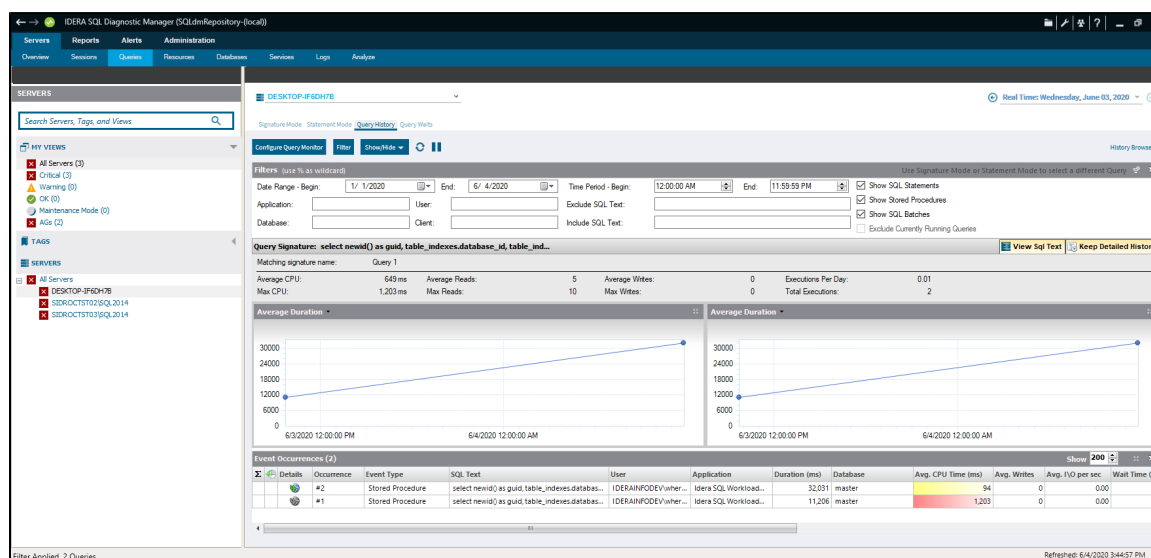 IDERA SQL Diagnostic Manager (SQLdmRepository-(local))
Servers Reports Alerts Administration
Overview Sessions Queries Resources Databases Services Logs Analyze
SERVERS
DESKTOP-IF6DH7B
Real Time: Wednesday, June 03, 2020
Search Servers, Tags, and Views
Signature Mode Statement Mode Query History Query Waits
MY VIEWS
Configure Query Monitor Filter Show/Hide
History Browse
All Servers (3)
Critical (3)
Warning (0)
OK (0)
Maintenance Mode (0)
AGs (2)
TAGS
SERVERS
All Servers
DESKTOP-IF6DH7B
SIDROCTST02\SQL2014
SIDROCTST03\SQL2014
Filters (use % as wildcard) Use Signature Mode or Statement Mode to select a different Query
Date Range - Begin: 1/ 1/2020 End: 6/ 4/2020 Time Period - Begin: 12:00:00 AM End: 11:59:59 PM Show SQL Statements
Application: User: Exclude SQL Text: Show Stored Procedures
Database: Client: Include SQL Text: Show SQL Batches
Exclude Currently Running Queries
Query Signature: select newid() as guid, table_indexes.database_id, table_ind... View Sql Text Keep Detailed Histor
Matching signature name: Query 1
Average CPU: 649 ms Average Reads: 5 Average Writes: 0 Executions Per Day: 0.01
Max CPU: 1,203 ms Max Reads: 10 Max Writes: 0 Total Executions: 2
Average Duration Average Duration
30000 30000
24000 24000
18000 18000
12000 12000
6000 6000
0 0
6/3/2020 12:00:00 PM 6/4/2020 12:00:00 AM 6/3/2020 12:00:00 PM 6/4/2020 12:00:00 AM
Event Occurrences (2) Show 200
Σ Details Occurrence Event Type SQL Text User Application Duration (ms) Database Avg. CPU Time (ms) Avg. Writes Avg. I\O per sec Wait Time (
#2 Stored Procedure select newid() as guid, table_indexes.databas... IDERAINFODEV\wher... Idera SQL Workload... 32,031 master 94 0 0.00
#1 Stored Procedure select newid() as guid, table_indexes.databas... IDERAINFODEV\wher... Idera SQL Workload... 11,206 master 1,203 0 0.00
Filter Applied. 2 Queries Refreshed: 6/4/2020 3:44:57 PM